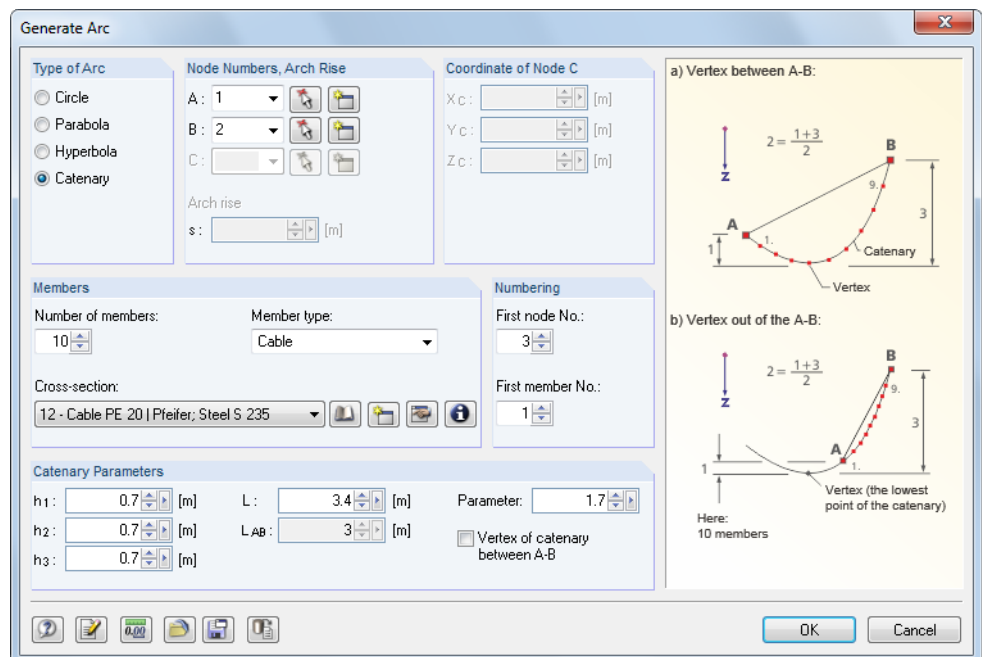 Generate Arc
Type of Arc
Circle
Parabola
Hyperbola
Catenary
Node Numbers, Arch Rise
A : 1
B : 2
C :
Arch rise
s : [m]
Coordinate of Node C
XC : [m]
YC : [m]
ZC : [m]
Members
Number of members:
10
Member type:
Cable
Cross-section:
12 - Cable PE 20 | Pfeifer; Steel S 235
Numbering
First node No.:
3
First member No.:
1
Catenary Parameters
h1 : 0.7 [m]
h2 : 0.7 [m]
h3 : 0.7 [m]
L : 3.4 [m]
LAB : 3 [m]
Parameter: 1.7
Vertex of catenary
between A-B
a) Vertex between A-B:
2 = 1+3
2
B
z
9.
3
A
1.
1
Catenary
Vertex
b) Vertex out of the A-B:
2 = 1+3
2
B
z
9.
3
A
1.
1
Vertex (the lowest
point of the catenary)
Here:
10 members
0.00
OK
Cancel